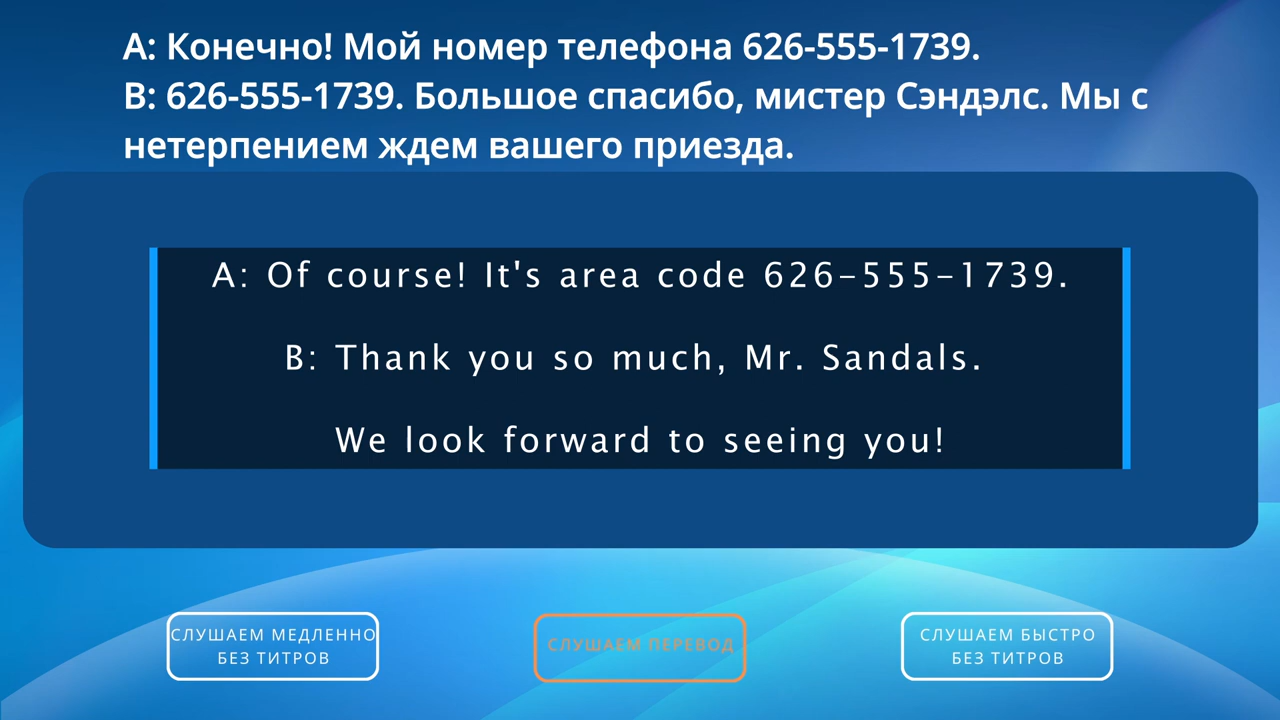 A: Конечно! Мой номер телефона 626-555-1739.
B: 626-555-1739. Большое спасибо, мистер Сэндэлс. Мы с
нетерпением ждем вашего приезда.
A: Of course! It's area code 626-555-1739.
B: Thank you so much, Mr. Sandals.
We look forward to seeing you!
СЛУШАЕМ МЕДЛЕННО
БЕЗ ТИТРОВ
СЛУШАЕМ ПЕРЕВОД
СЛУШАЕМ БЫСТРО
БЕЗ ТИТРОВ